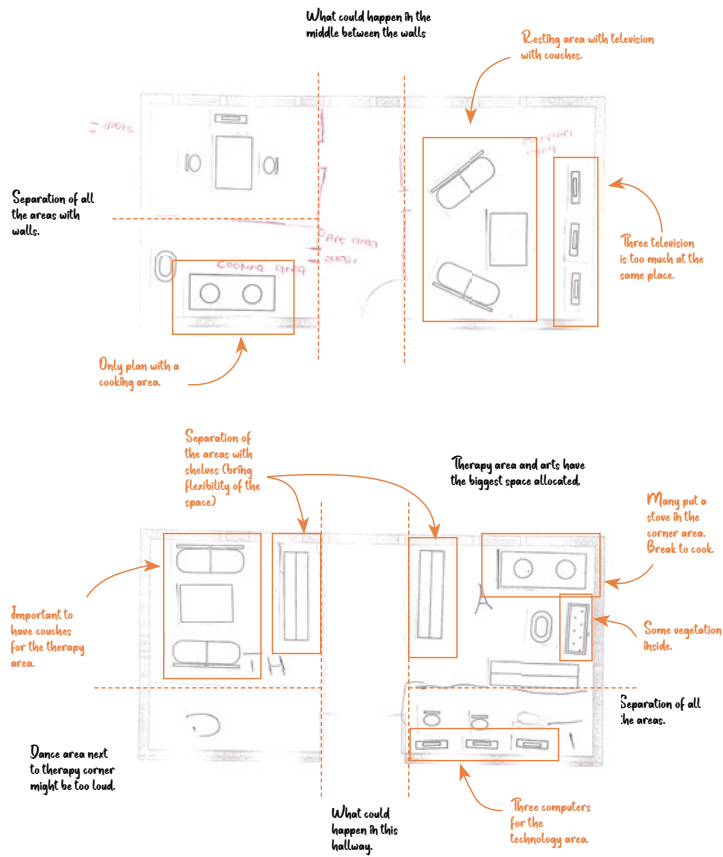 What could happen in the
middle between the walls
Resting area with television
with couches.
doors
Separation of all
the areas with
walls.
Art area
Cooking area
Three television
is too much at the
same place.
Only plan with a
cooking area.
Separation of
the areas with
shelves (bring
flexibility of the
space)
Therapy area and arts have
the biggest space allocated.
Many put a
stove in the
corner area.
Break to cook.
A
Important to
have couches
for the therapy
area.
Some vegetation
inside.
TH
Separation of all
the areas.
D
Dance area next
to therapy corner
might be too loud.
What could
happen in this
hallway.
Three computers
for the
technology area.